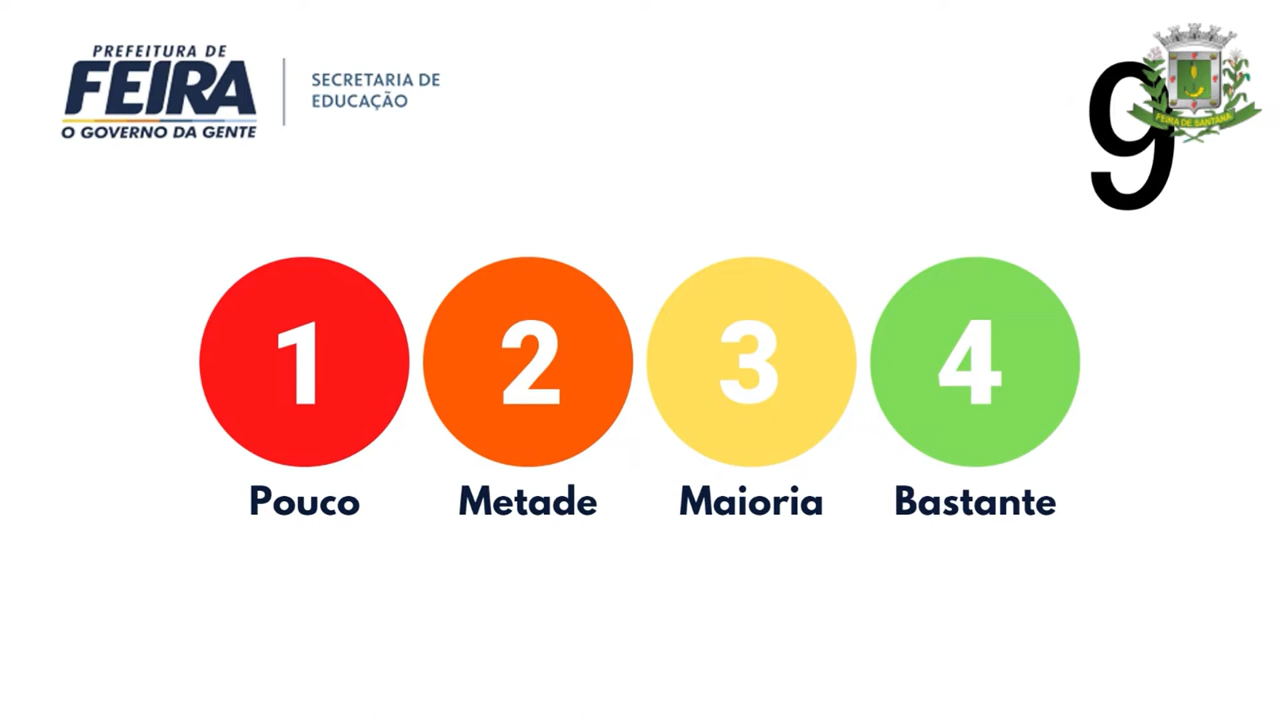 PREFEITURA DE
FEIRA
O GOVERNO DA GENTE
SECRETARIA DE
EDUCAÇÃO
9
FEIRA DE SANTANA
1
2
3
4
Pouco
Metade
Maioria
Bastante